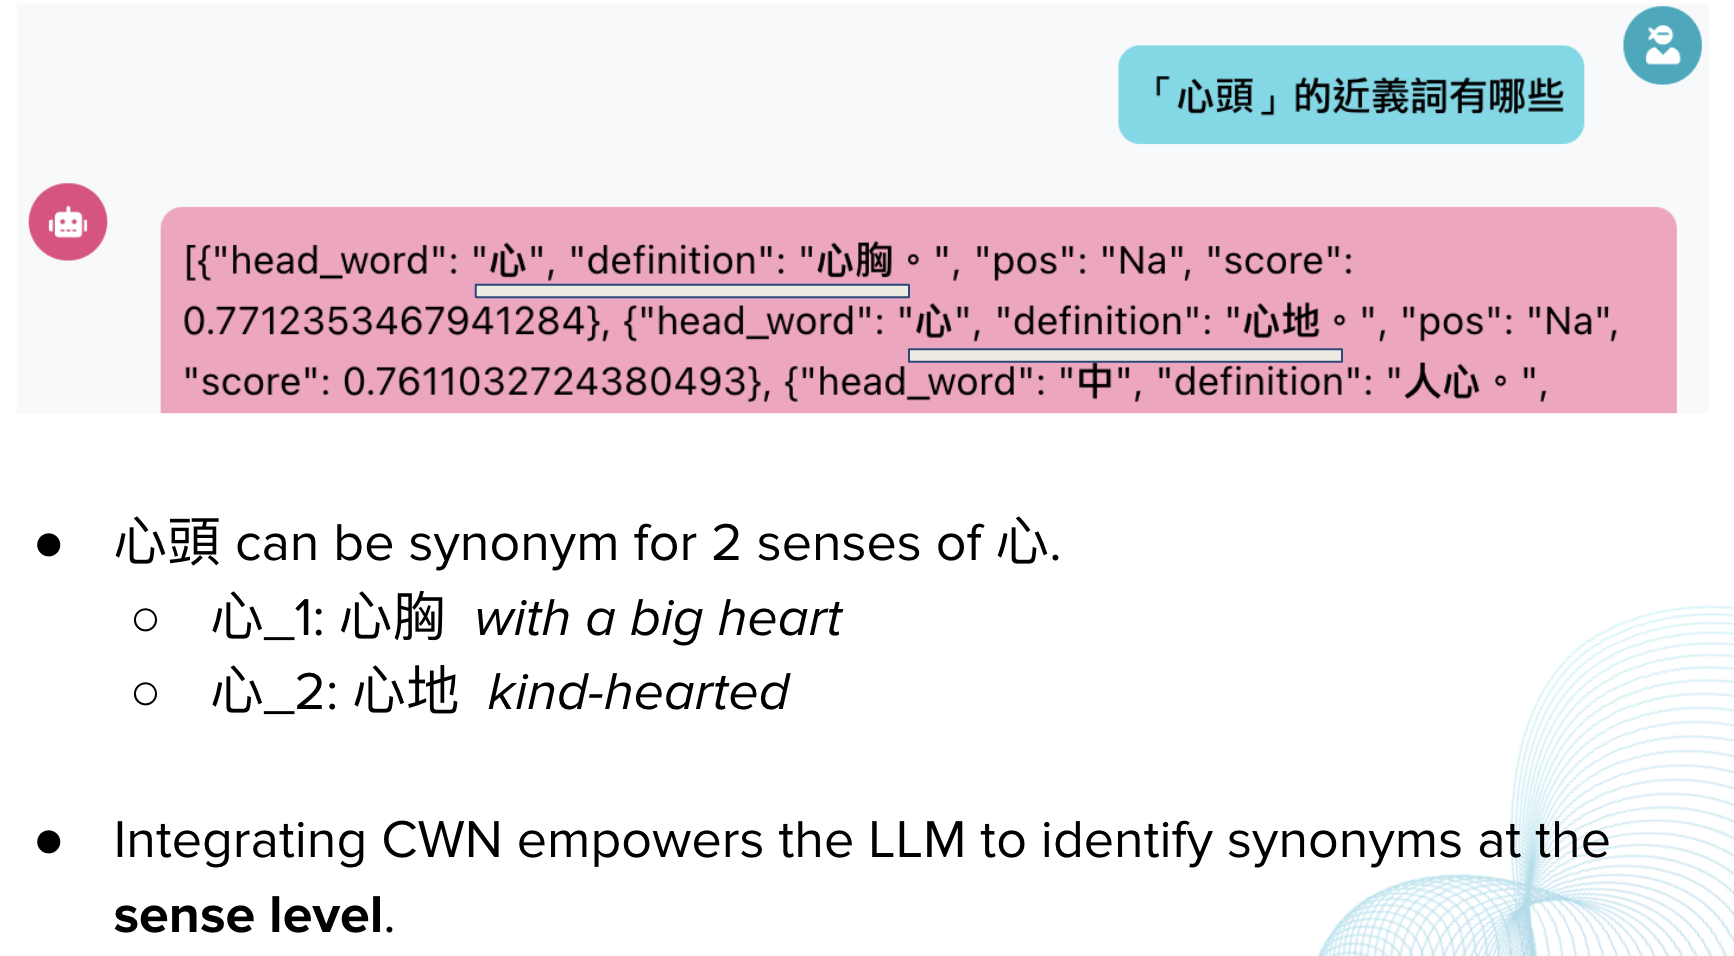 「心頭」的近義詞有哪些
[{"head_word": "心", "definition": "心胸。", "pos": "Na", "score":
0.7712353467941284}, {"head_word": "心", "definition": "心地。", "pos": "Na",
"score": 0.7611032724380493}, {"head_word": "中", "definition": "人心。",
● 心頭 can be synonym for 2 senses of 心.
○ 心_1: 心胸 with a big heart
○ 心_2: 心地 kind-hearted
● Integrating CWN empowers the LLM to identify synonyms at the
sense level.